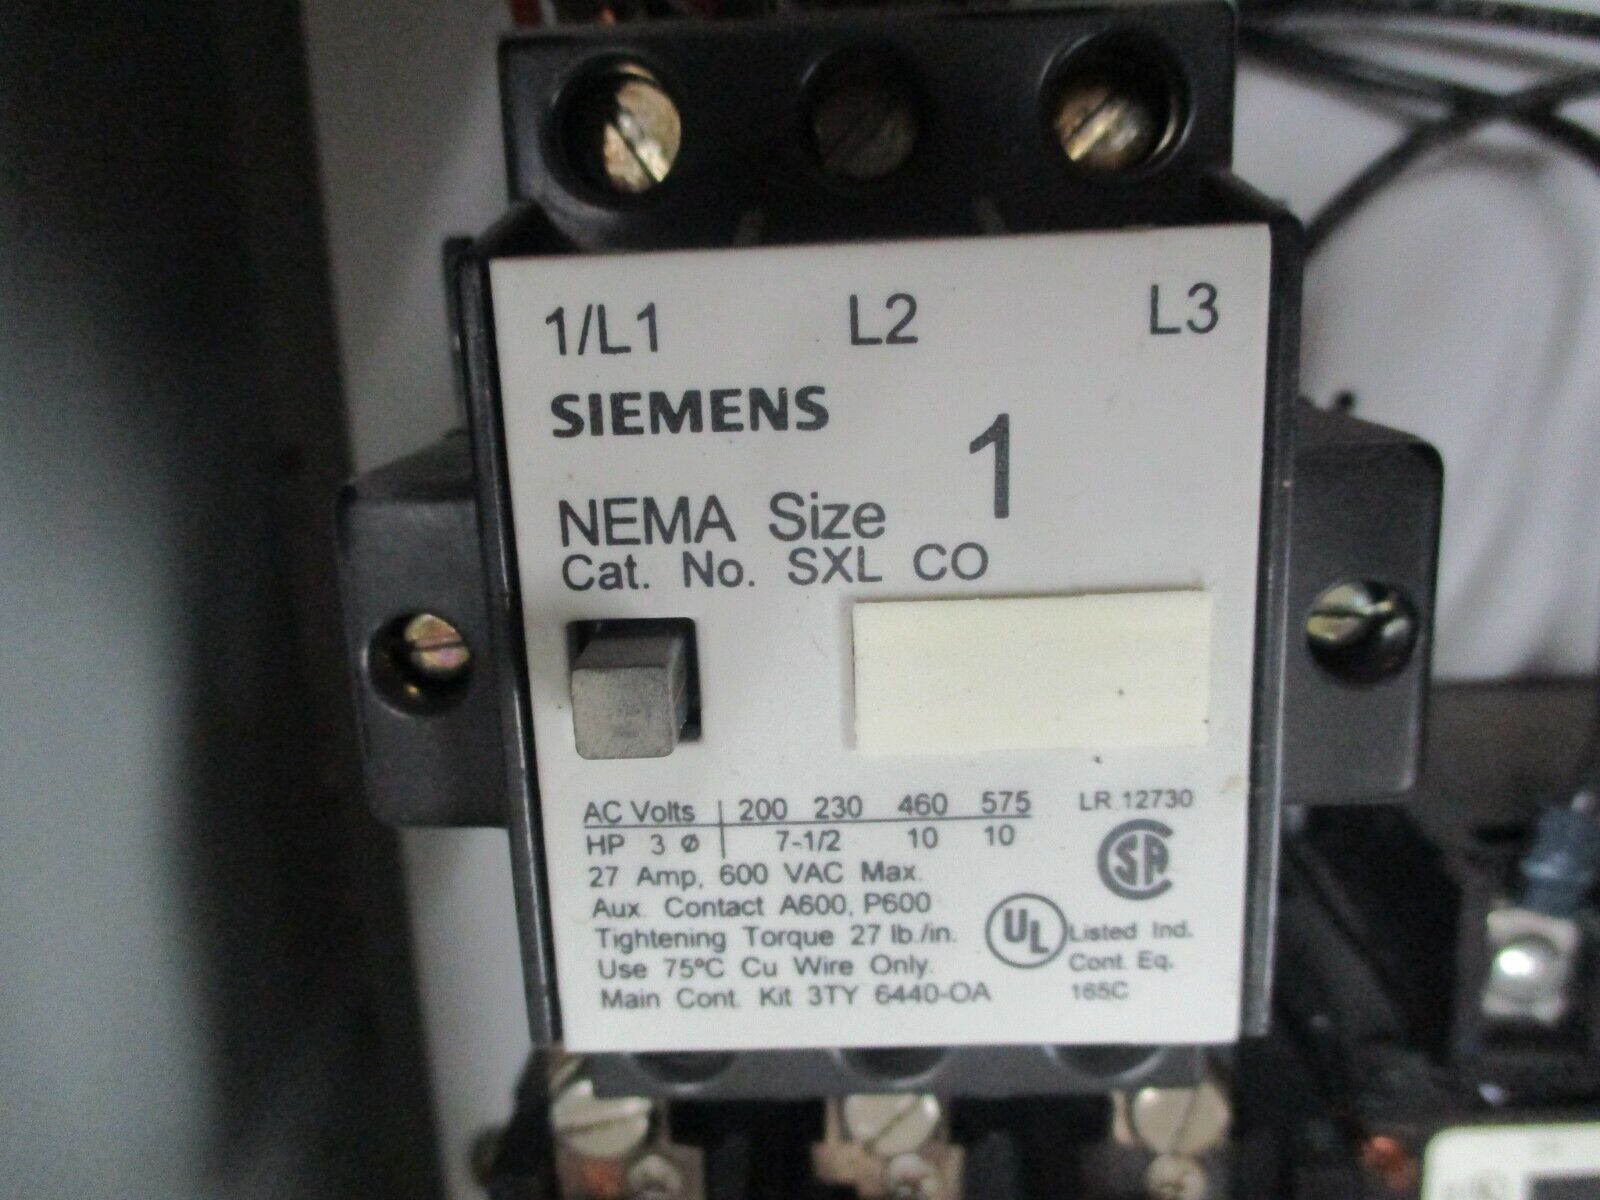 1/L1 L2 L3
SIEMENS
NEMA Size 1
Cat. No. SXL CO
AC Volts 200 230 460 575
HP 3 ø 7-1/2 10 10
27 Amp, 600 VAC Max.
Aux. Contact A600, P600
Tightening Torque 27 lb./in.
Use 75°C Cu Wire Only.
Main Cont. Kit 3TY 6440-OA
LR 12730
CSA
UL Listed Ind.
Cont. Eq.
165C